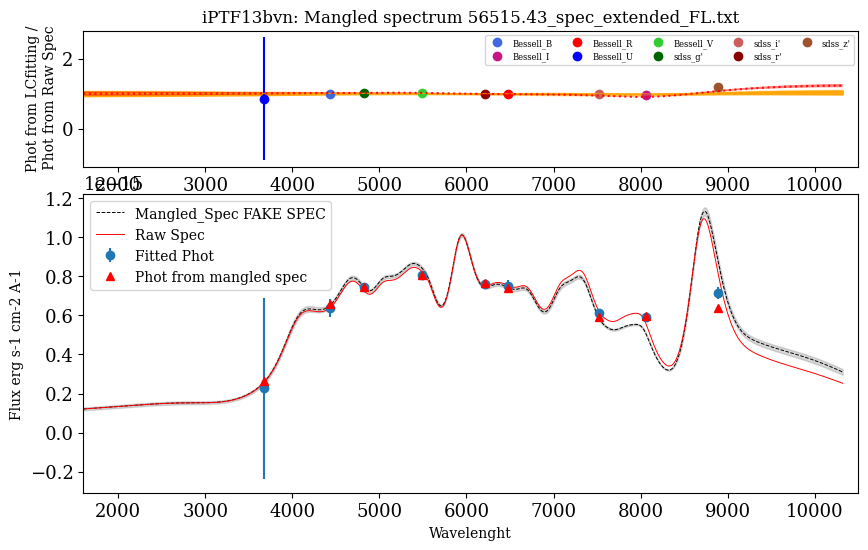 iPTF13bvn: Mangled spectrum 56515.43_spec_extended_FL.txt
Phot from LCfitting /
Phot from Raw Spec
2
0
Bessell_B Bessell_R Bessell_V sdss_i' sdss_z'
Bessell_I Bessell_U sdss_g' sdss_r'
2000 3000 4000 5000 6000 7000 8000 9000 10000
1e−15
Flux erg s-1 cm-2 A-1
1.2
1.0
0.8
0.6
0.4
0.2
0.0
−0.2
Mangled_Spec FAKE SPEC
Raw Spec
Fitted Phot
Phot from mangled spec
2000 3000 4000 5000 6000 7000 8000 9000 10000
Wavelenght